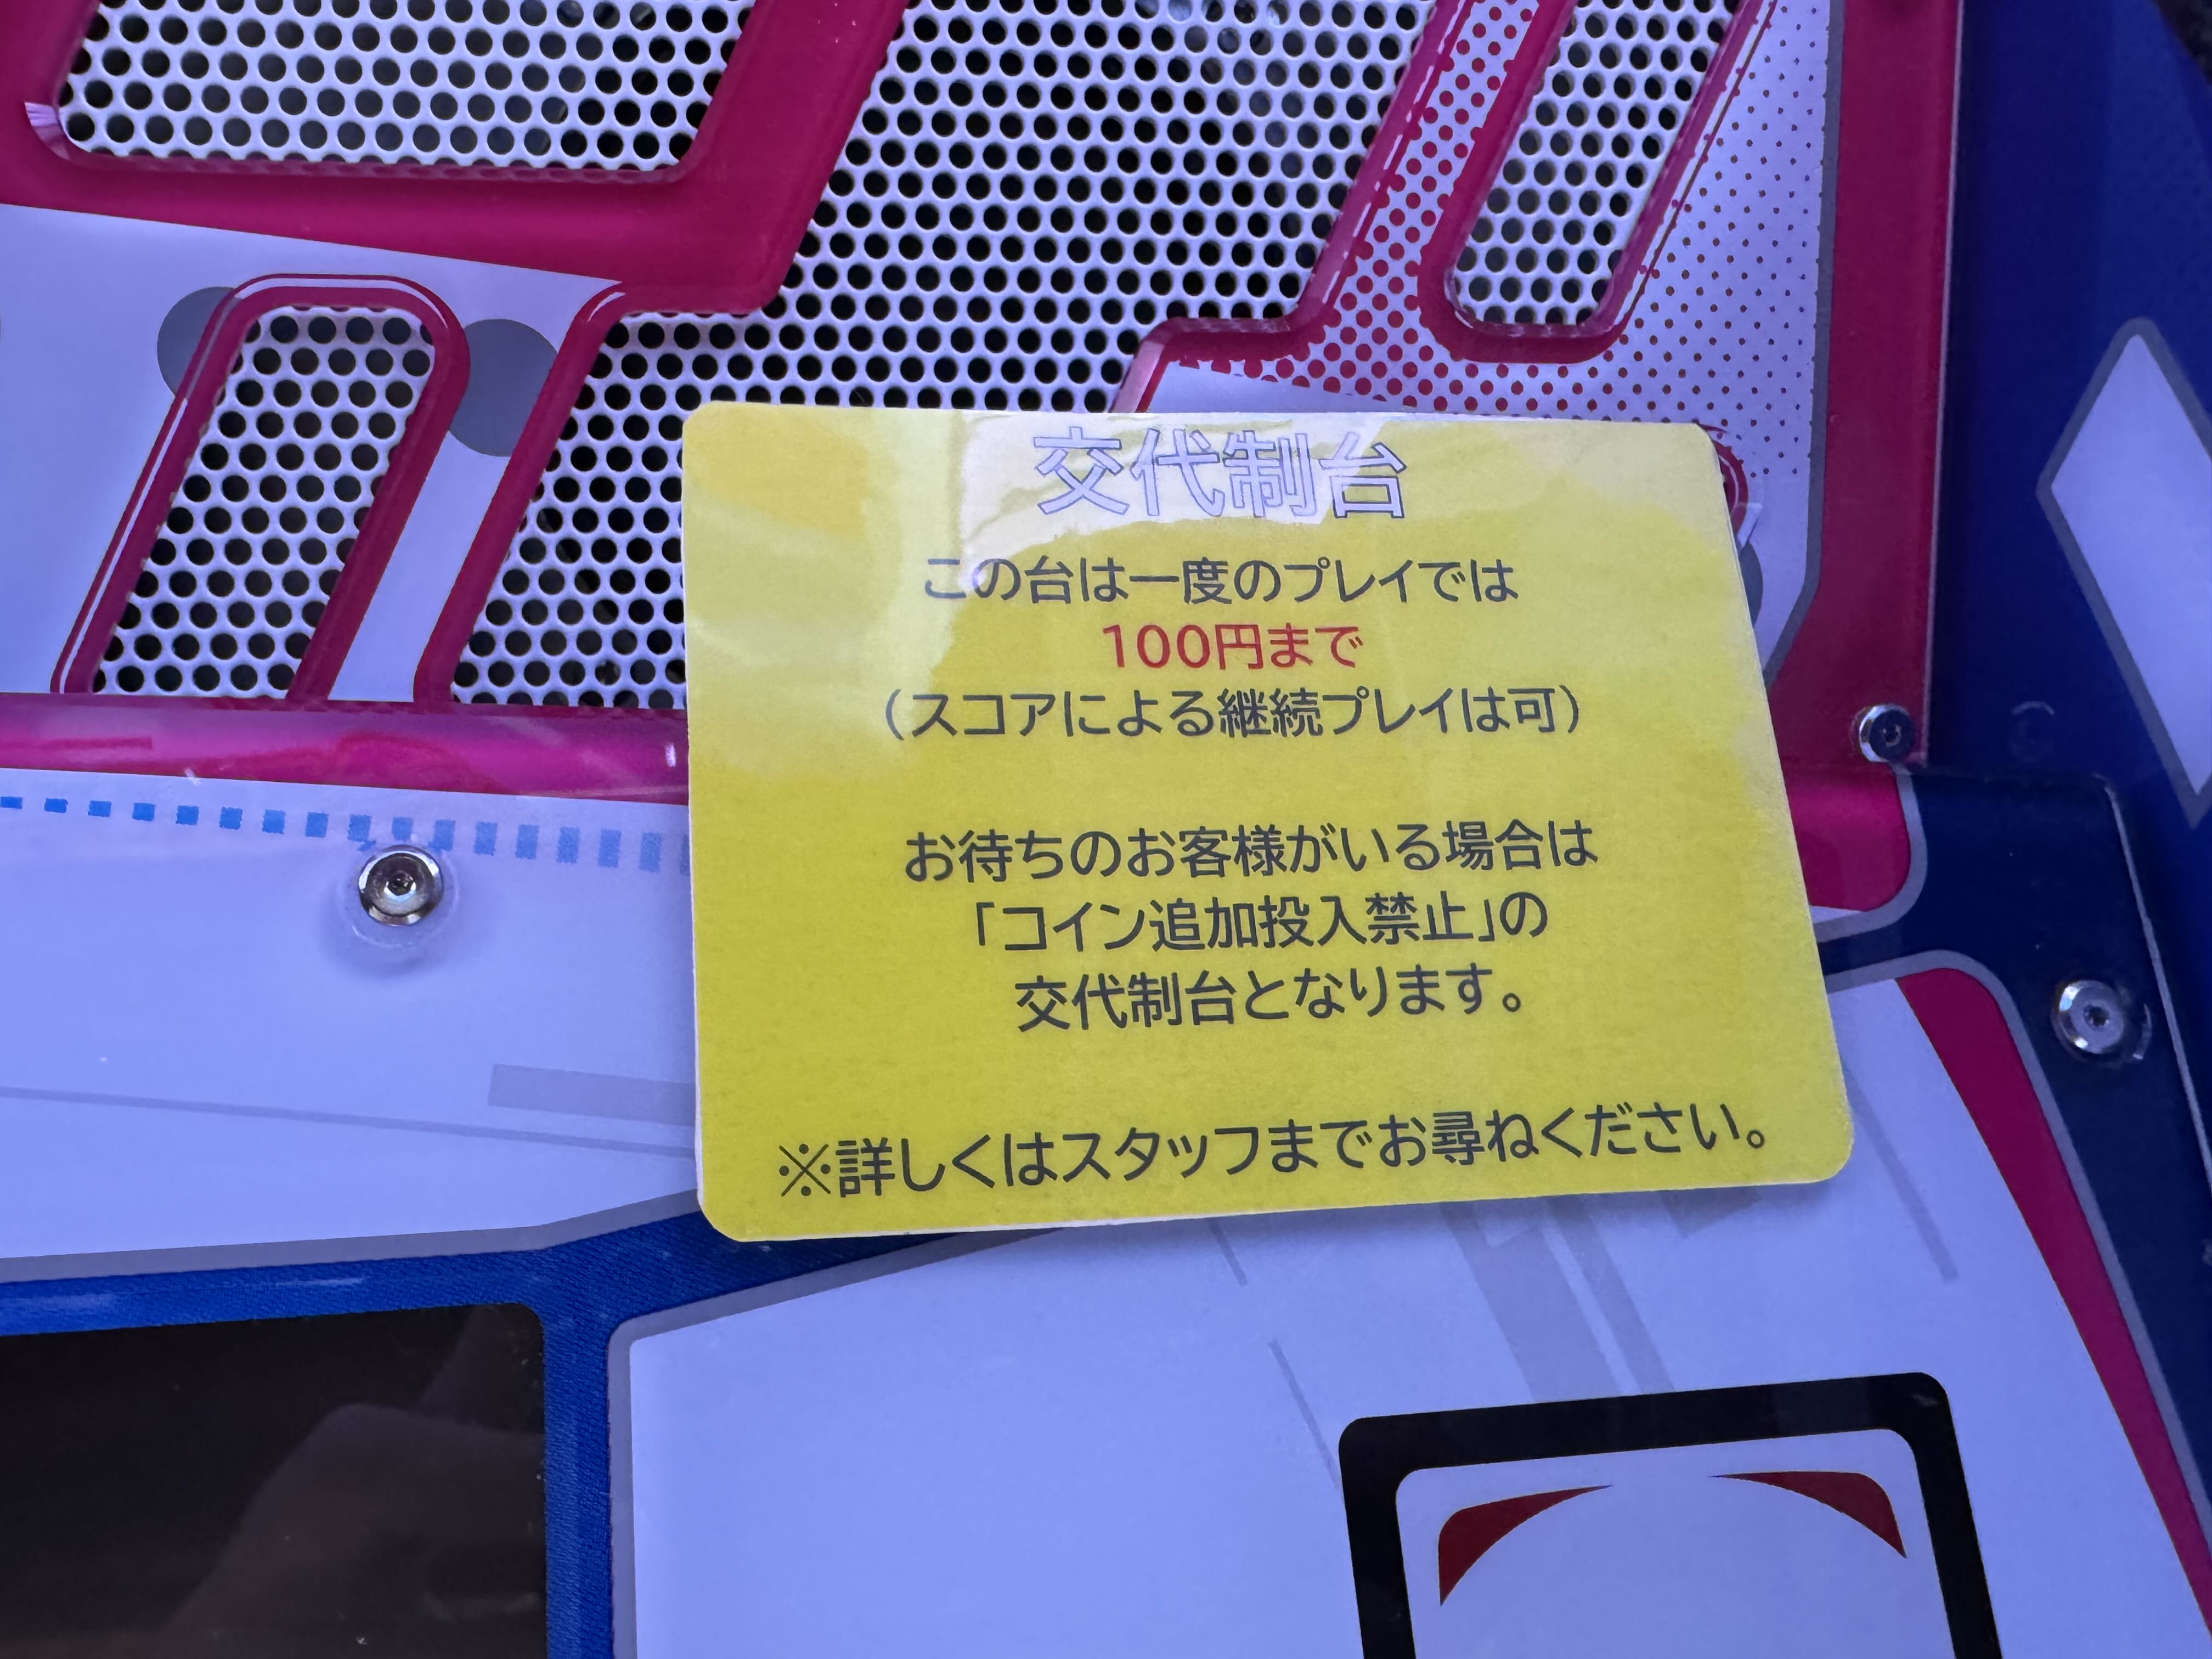 交代制台
この台は一度のプレイでは
100円まで
（スコアによる継続プレイは可）
お待ちのお客様がいる場合は
「コイン追加投入禁止」の
交代制台となります。
※詳しくはスタッフまでお尋ねください。